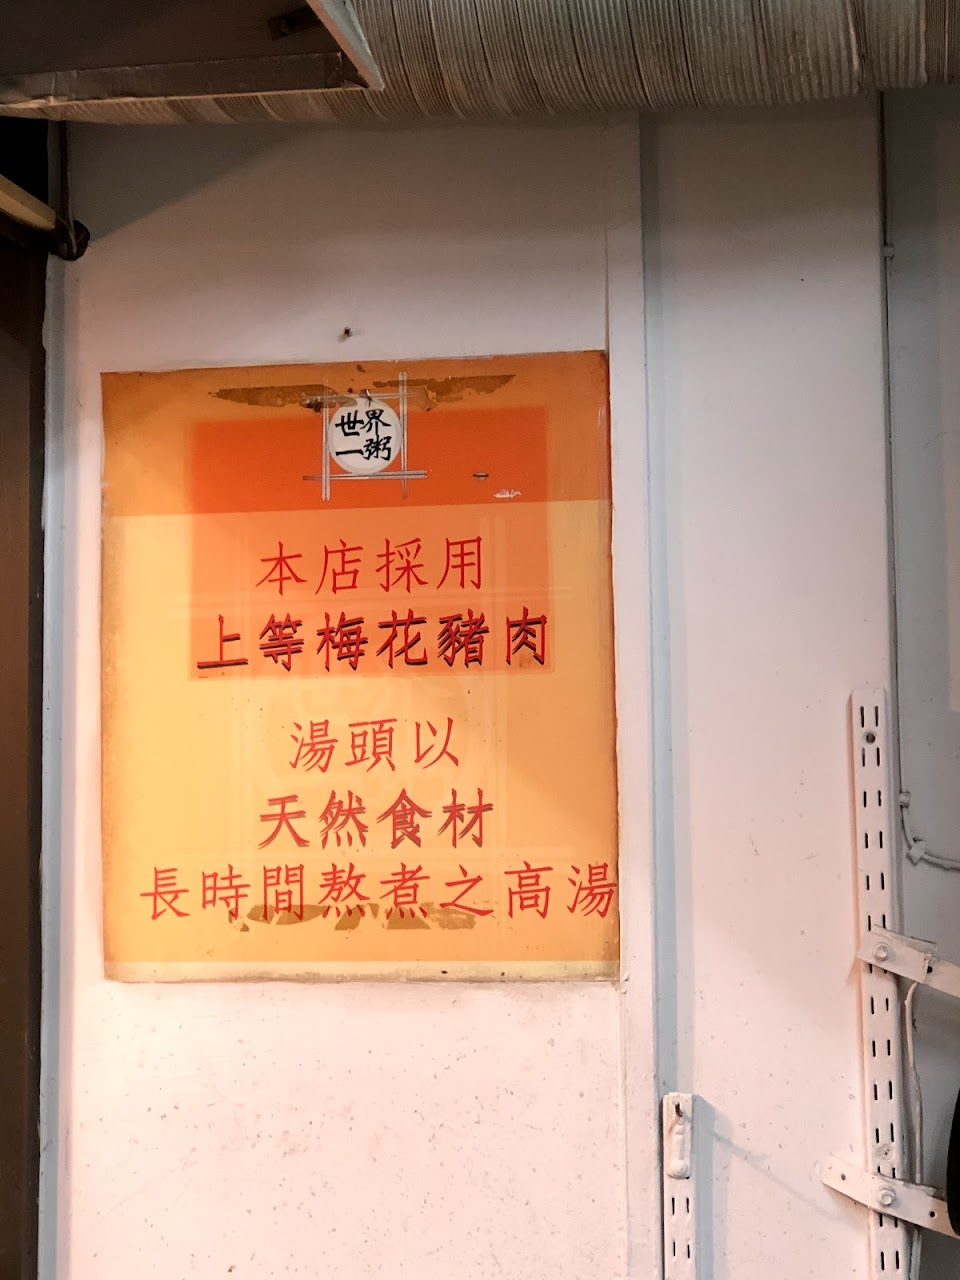 世界
一粥
本店採用
上等梅花豬肉
湯頭以
天然食材
長時間熬煮之高湯